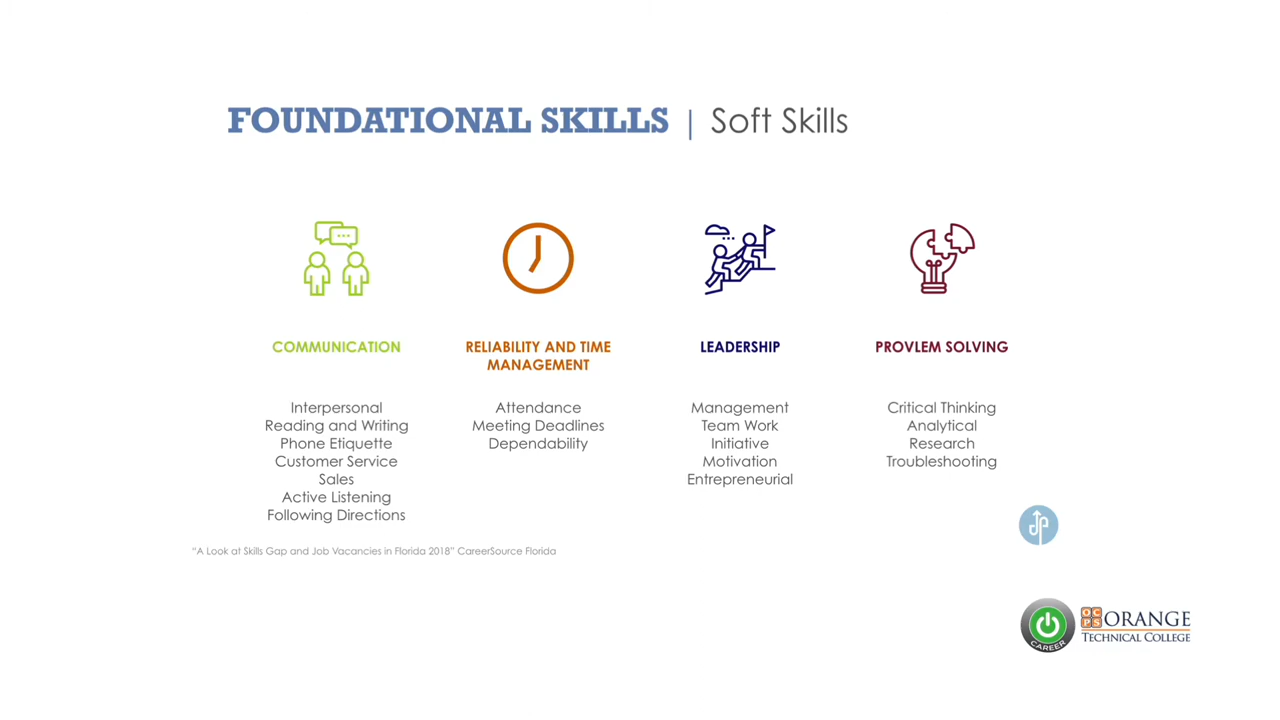 FOUNDATIONAL SKILLS | Soft Skills
COMMUNICATION
Interpersonal
Reading and Writing
Phone Etiquette
Customer Service
Sales
Active Listening
Following Directions
RELIABILITY AND TIME
MANAGEMENT
Attendance
Meeting Deadlines
Dependability
LEADERSHIP
Management
Team Work
Initiative
Motivation
Entrepreneurial
PROVLEM SOLVING
Critical Thinking
Analytical
Research
Troubleshooting
“A Look at Skills Gap and Job Vacancies in Florida 2018” CareerSource Florida
CAREER
OCPS
ORANGE
TECHNICAL COLLEGE